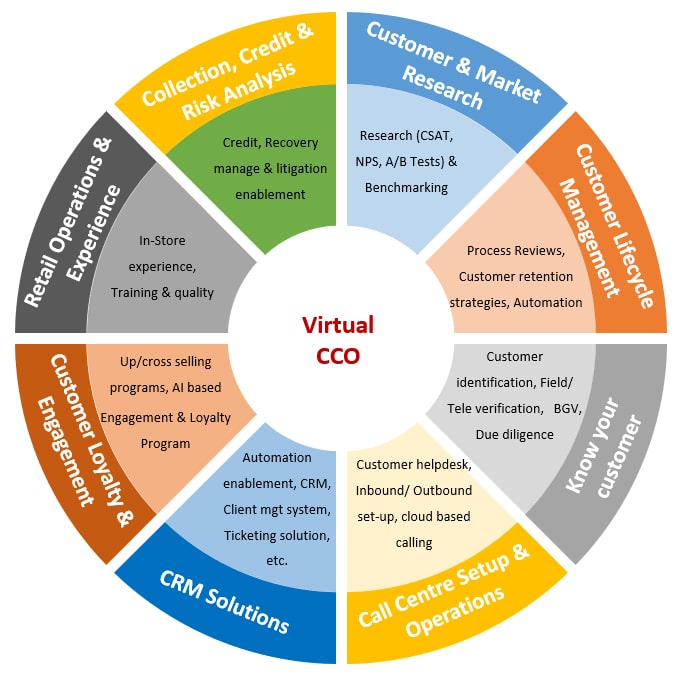 Customer & Market
Research
Research (CSAT,
NPS, A/B Tests) &
Benchmarking
Customer Lifecycle
Management
Process Reviews,
Customer retention
strategies, Automation
Know your
customer
Customer
identification, Field/
Tele verification, BGV,
Due diligence
Call Centre Setup &
Operations
Customer helpdesk,
Inbound/ Outbound
set-up, cloud based
calling
CRM Solutions
Automation
enablement, CRM,
Client mgt system,
Ticketing solution,
etc.
Customer Loyalty &
Engagement
Up/cross selling
programs, AI based
Engagement & Loyalty
Program
Retail Operations &
Experience
In-Store
experience,
Training & quality
Collection, Credit &
Risk Analysis
Credit, Recovery
manage & litigation
enablement
Virtual
CCO